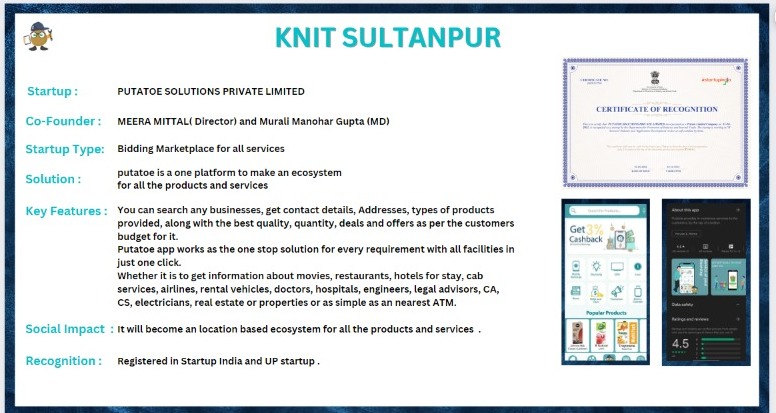 KNIT SULTANPUR
Startup :
PUTATOE SOLUTIONS PRIVATE LIMITED
Co-Founder :
MEERA MITTAL( Director) and Murali Manohar Gupta (MD)
Startup Type:
Bidding Marketplace for all services
Solution :
putatoe is a one platform to make an ecosystem
for all the products and services
Key Features :
You can search any businesses, get contact details, Addresses, types of products
provided, along with the best quality, quantity, deals and offers as per the customers
budget for it.
Putatoe app works as the one stop solution for every requirement with all facilities in
just one click.
Whether it is to get information about movies, restaurants, hotels for stay, cab
services, airlines, rental vehicles, doctors, hospitals, engineers, legal advisors, CA,
CS, electricians, real estate or properties or as simple as an nearest ATM.
Social Impact :
It will become an location based ecosystem for all the products and services .
Recognition :
Registered in Startup India and UP startup .
#startupindia
CERTIFICATE OF RECOGNITION
Get 3%
Cashback
Popular Products
About this app
Data safety
Ratings and reviews
4.5